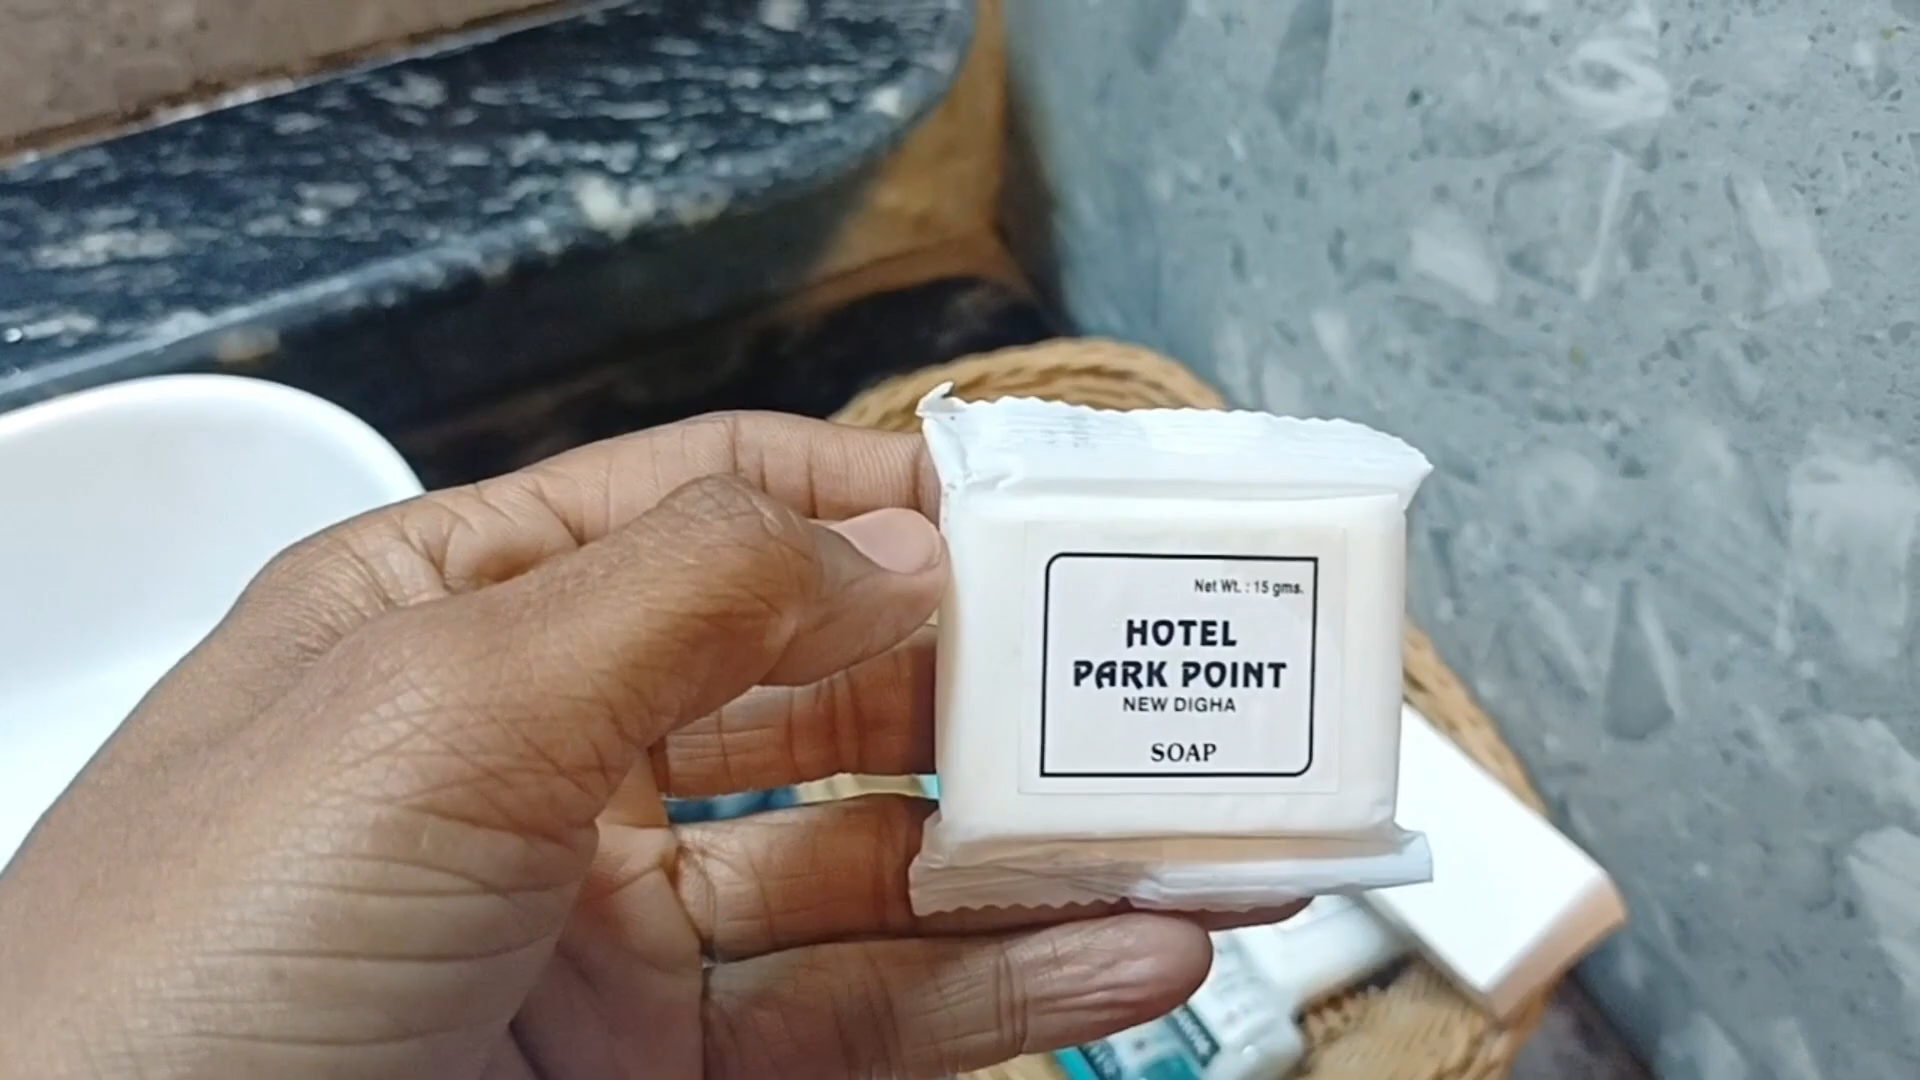 Net Wt. : 15 gms.
HOTEL
PARK POINT
NEW DIGHA
SOAP